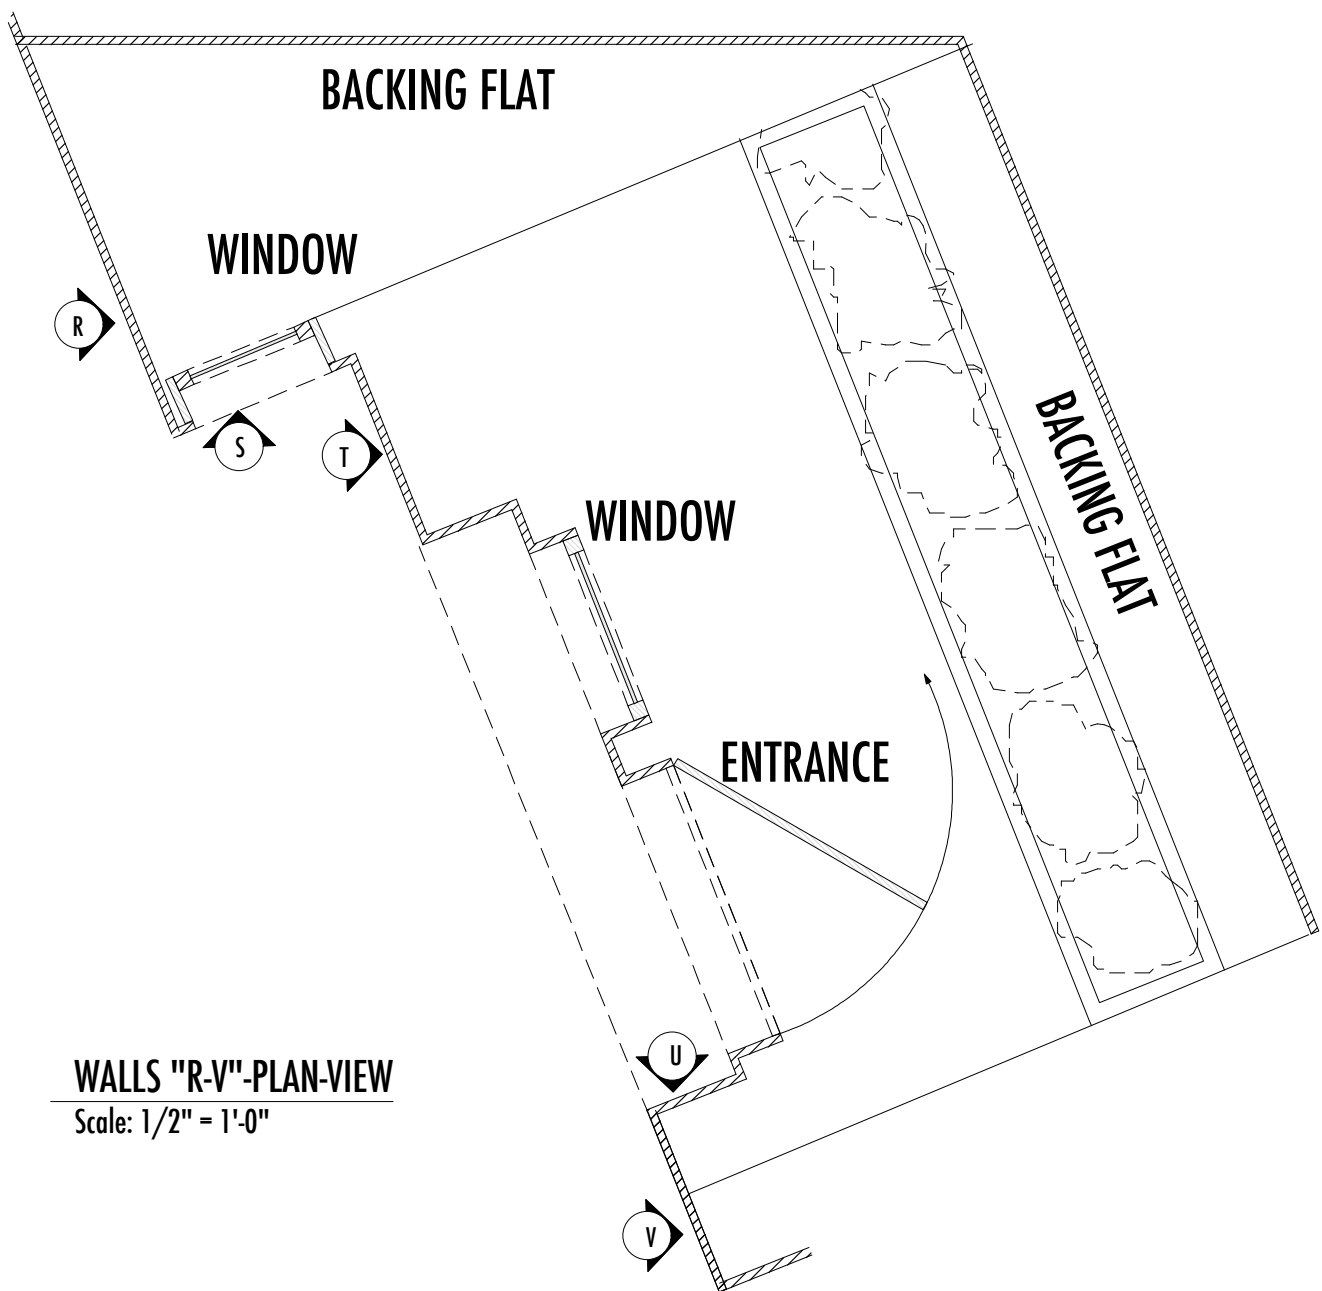 BACKING FLAT
WINDOW
R
S
T
WINDOW
BACKING FLAT
ENTRANCE
U
V
WALLS "R-V"-PLAN-VIEW
Scale: 1/2" = 1'-0"